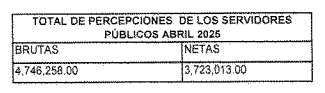 TOTAL DE PERCEPCIONES DE LOS SERVIDORES
PÚBLICOS ABRIL 2025
BRUTAS NETAS
4,746,258.00 3,723,013.00